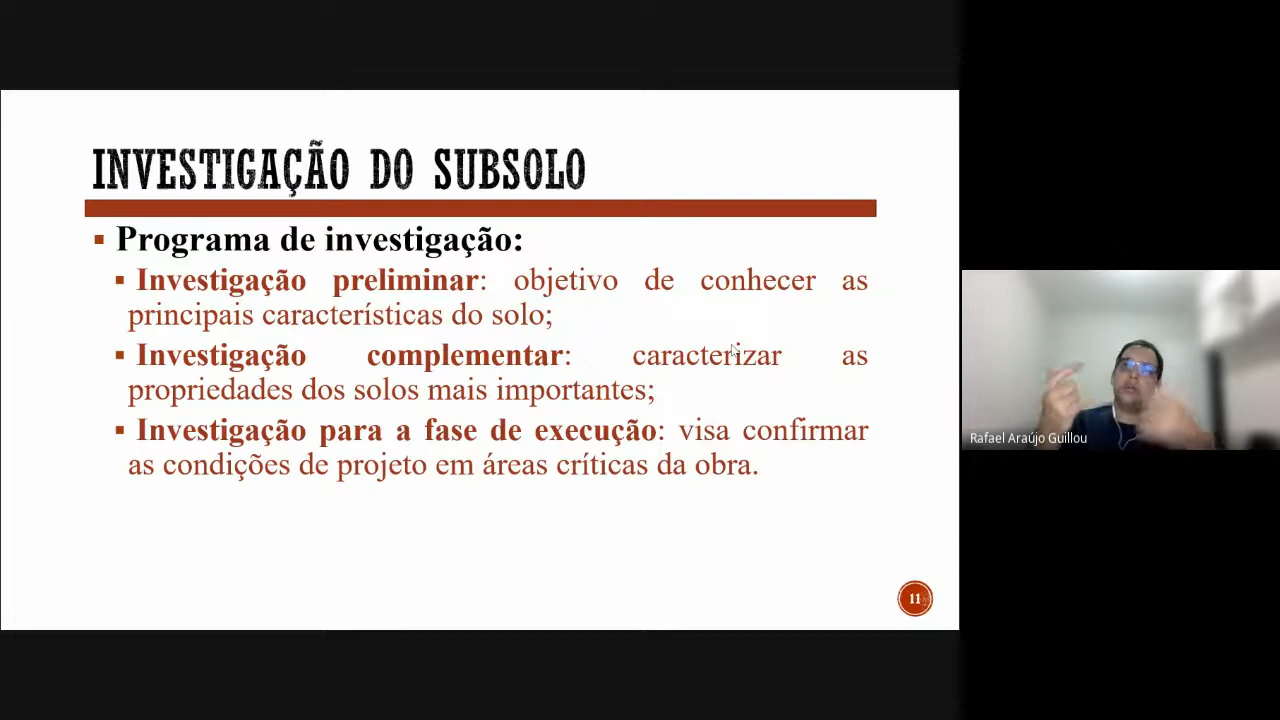 INVESTIGAÇÃO DO SUBSOLO
Programa de investigação:
Investigação preliminar: objetivo de conhecer as
principais características do solo;
Investigação complementar: caracterizar as
propriedades dos solos mais importantes;
Investigação para a fase de execução: visa confirmar
as condições de projeto em áreas críticas da obra.
11
Rafael Araújo Guillou